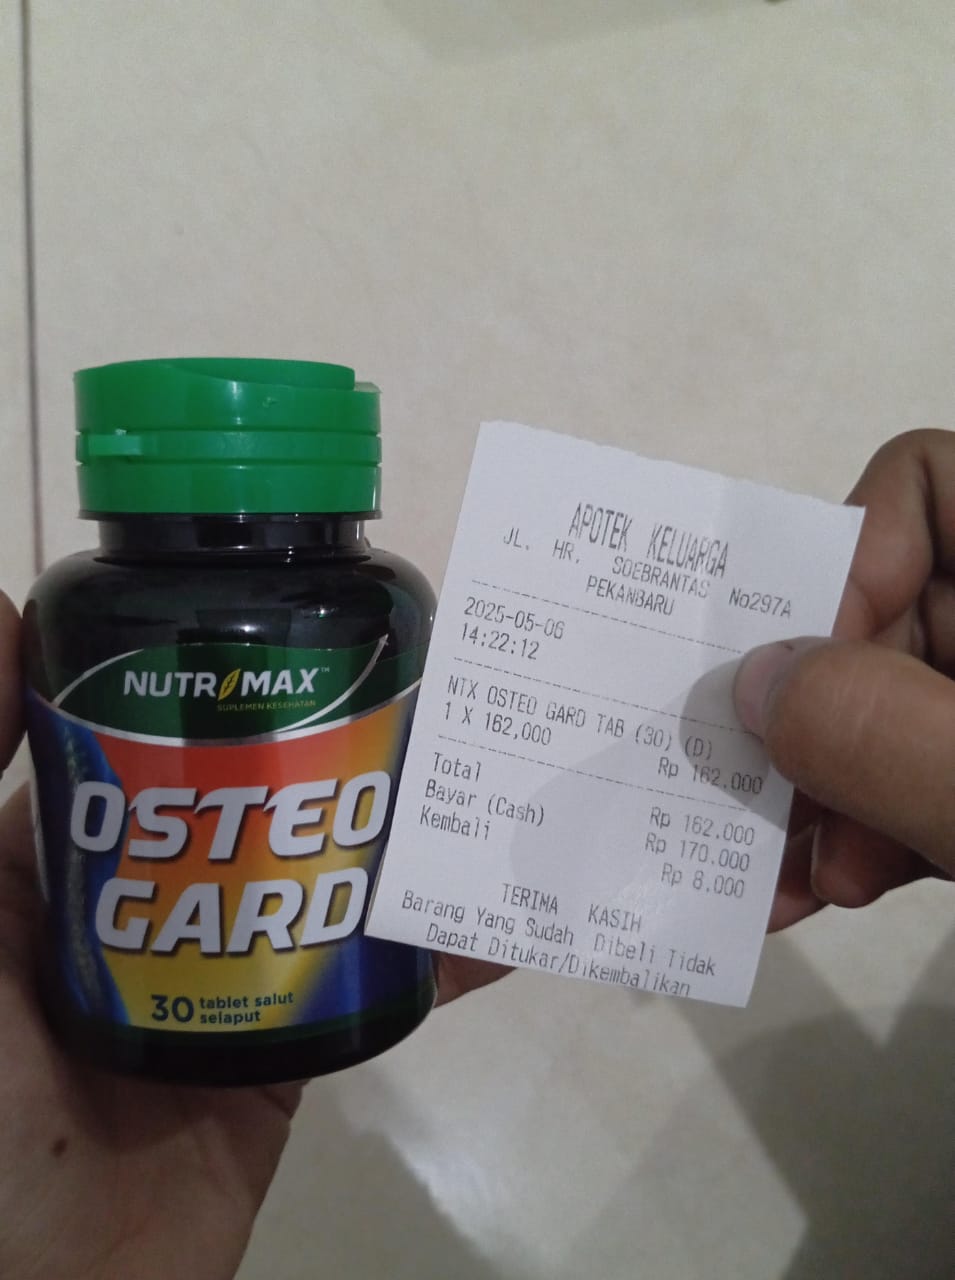 NUTRIMAX™
SUPLEMEN KESEHATAN
OSTEO
GARD
30 tablet salut
selaput
APOTEK KELUARGA
JL. HR. SOEBRANTAS No297A
PEKANBARU
2025-05-06
14:22:12
NTX OSTEO GARD TAB (30) (D)
1 X 162,000 Rp 162.000
Total Rp 162.000
Bayar (Cash) Rp 170.000
Kembali Rp 8.000
TERIMA KASIH
Barang Yang Sudah Dibeli Tidak
Dapat Ditukar/Dikembalikan